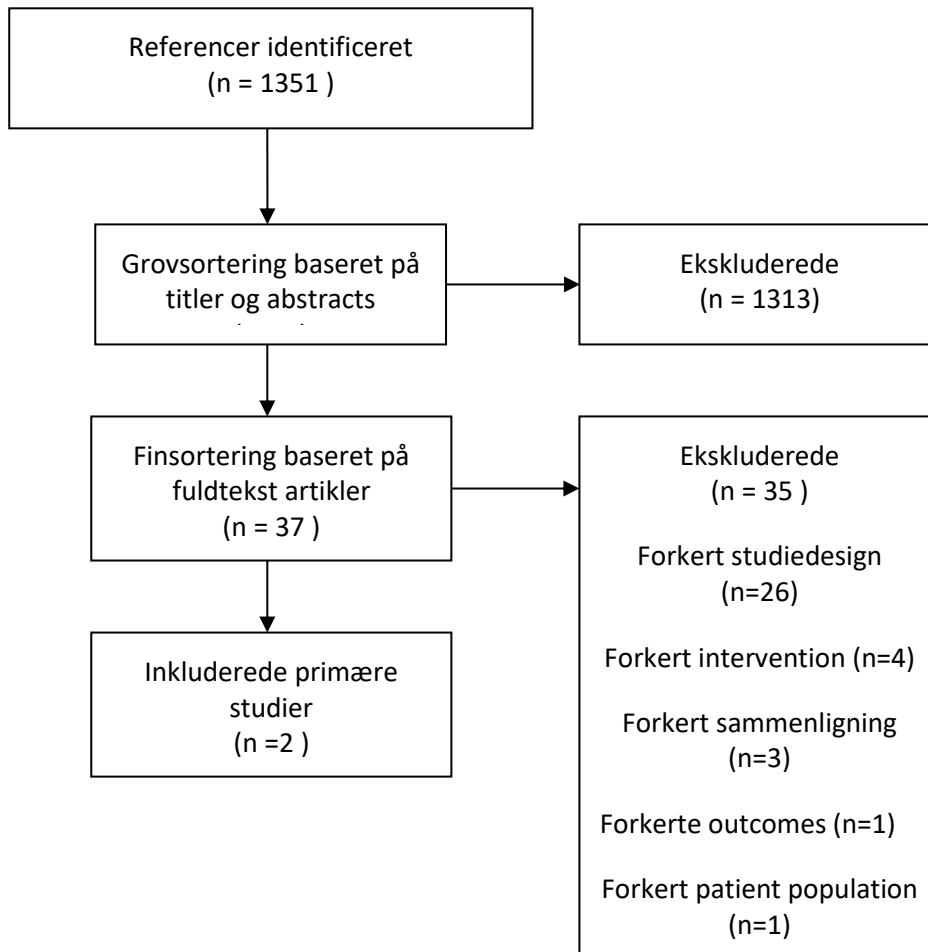 Referencer identificeret
(n = 1351 )
Grovsortering baseret på
titler og abstracts
Ekskluderede
(n = 1313)
Finsortering baseret på
fuldtekst artikler
(n = 37 )
Ekskluderede
(n = 35 )
Forkert studiedesign
(n=26)
Forkert intervention (n=4)
Forkert sammenligning
(n=3)
Forkerte outcomes (n=1)
Forkert patient population
(n=1)
Inkluderede primære
studier
(n =2 )